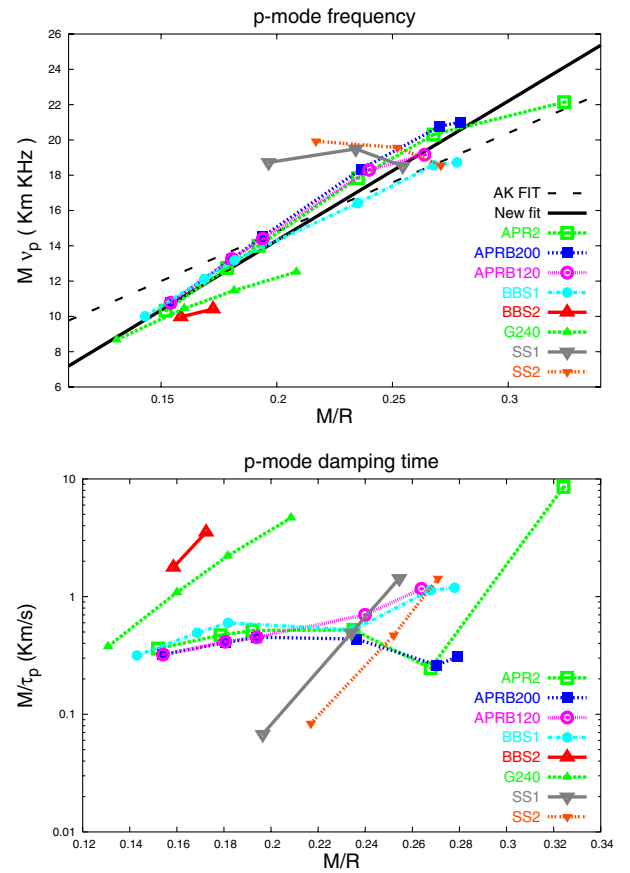 p-mode frequency
26
24
22
20
18
16
14
12
10
8
6
M νp ( Km KHz )
0.15
0.2
0.25
0.3
M/R
AK FIT
New fit
APR2
APRB200
APRB120
BBS1
BBS2
G240
SS1
SS2
p-mode damping time
10
1
0.1
0.01
M/τp (Km/s)
0.12
0.14
0.16
0.18
0.2
0.22
0.24
0.26
0.28
0.3
0.32
0.34
M/R
APR2
APRB200
APRB120
BBS1
BBS2
G240
SS1
SS2